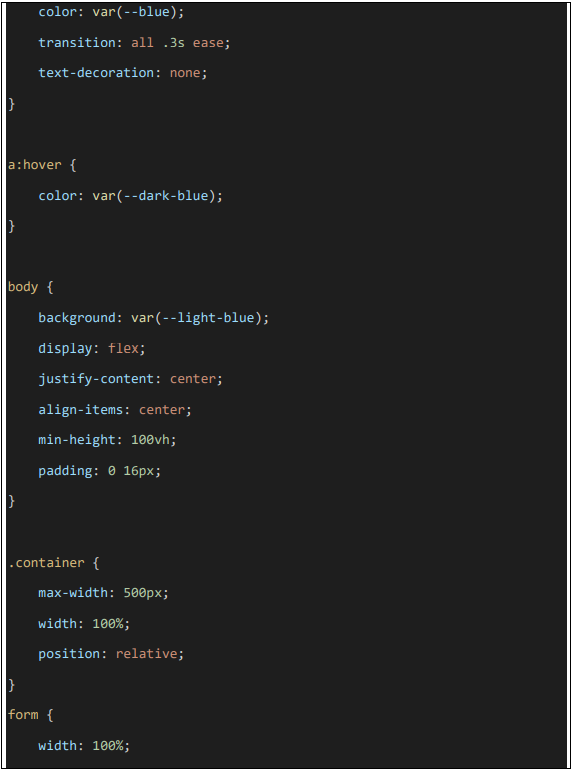 color: var(--blue);
transition: all .3s ease;
text-decoration: none;
}
a:hover {
color: var(--dark-blue);
}
body {
background: var(--light-blue);
display: flex;
justify-content: center;
align-items: center;
min-height: 100vh;
padding: 0 16px;
}
.container {
max-width: 500px;
width: 100%;
position: relative;
}
form {
width: 100%;